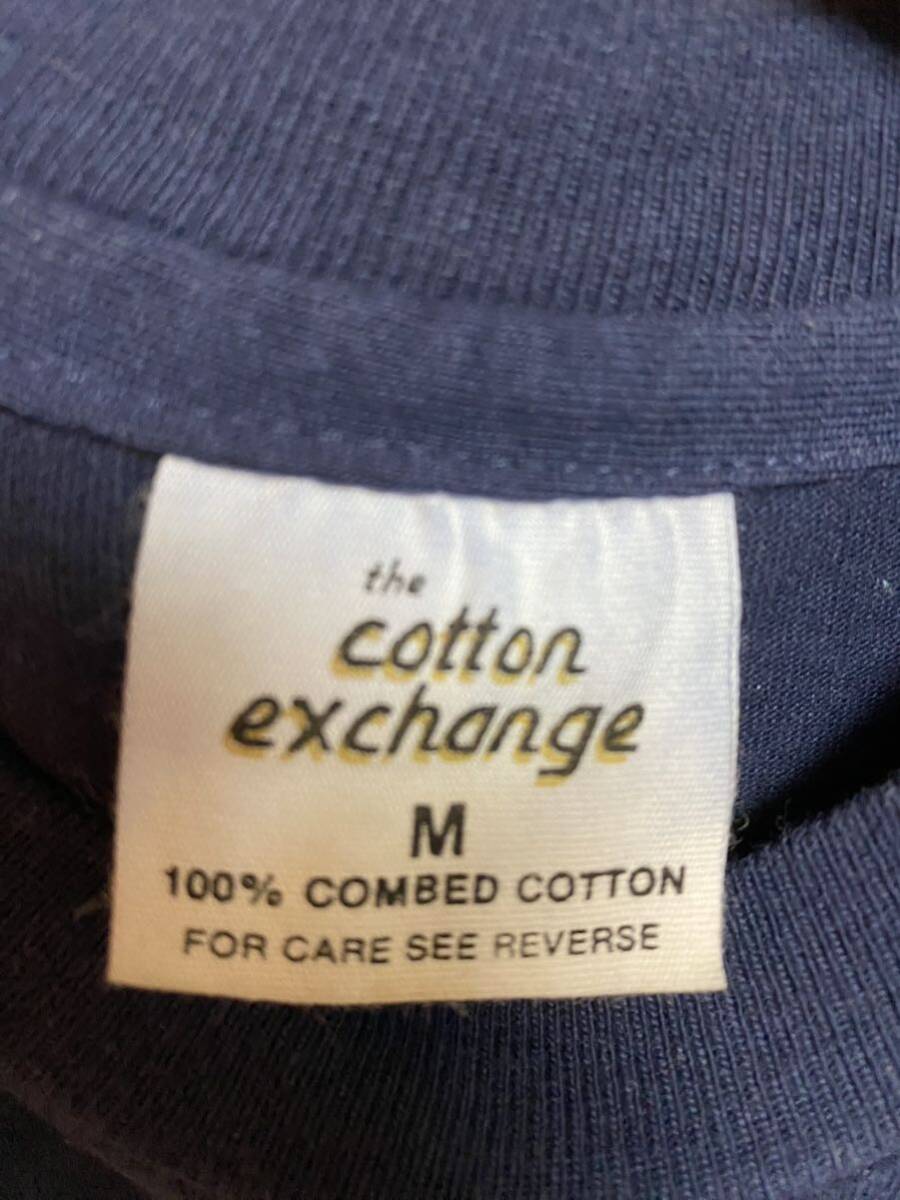 the
cotton
exchange
M
100% COMBED COTTON
FOR CARE SEE REVERSE